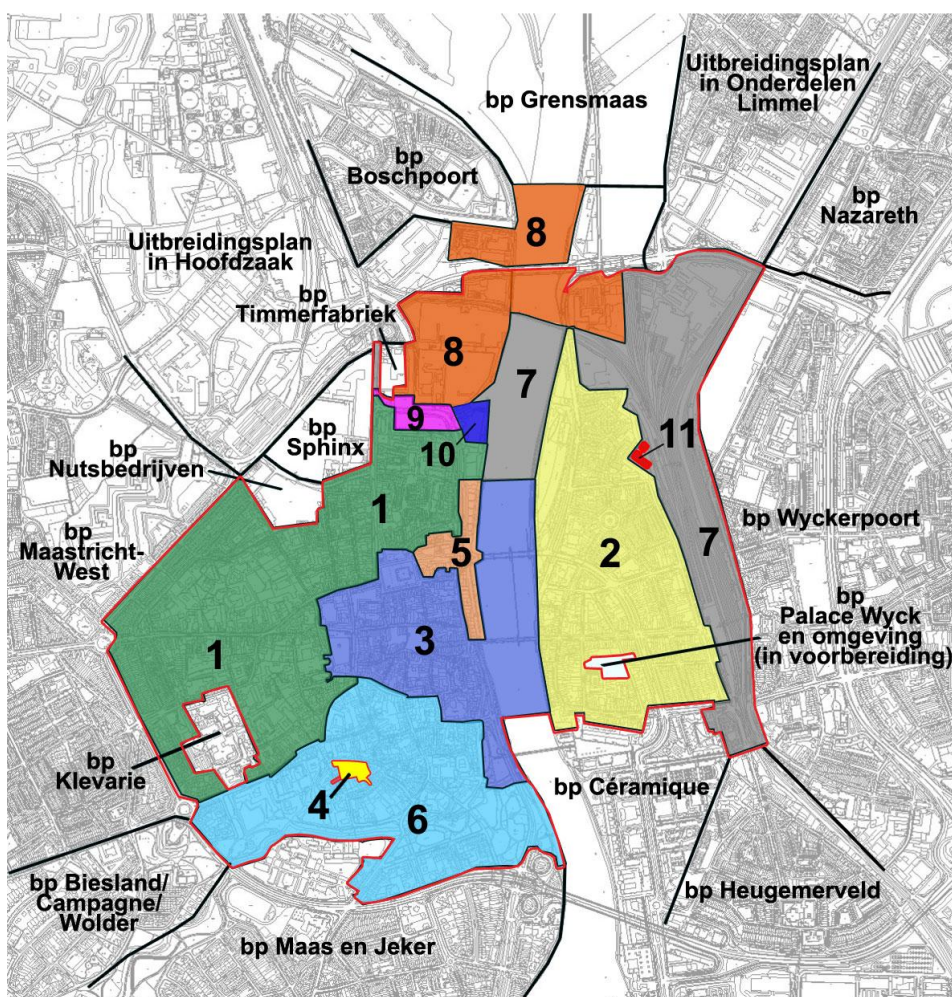 Uitbreidingsplan
in Onderdelen
Limmel
bp Grensmaas
bp
Boschpoort
bp
Nazareth
8
Uitbreidingsplan
in Hoofdzaak
bp
Timmerfabriek
8
7
9
10
11
bp
Sphinx
bp
Nutsbedrijven
1
bp
Maastricht-
West
5
2
7
bp Wyckerpoort
bp
Palace Wyck
en omgeving
(in voorbereiding)
1
3
bp
Klevarie
4
6
bp Céramique
bp Heugemerveld
bp Biesland/
Campagne/
Wolder
bp Maas en Jeker